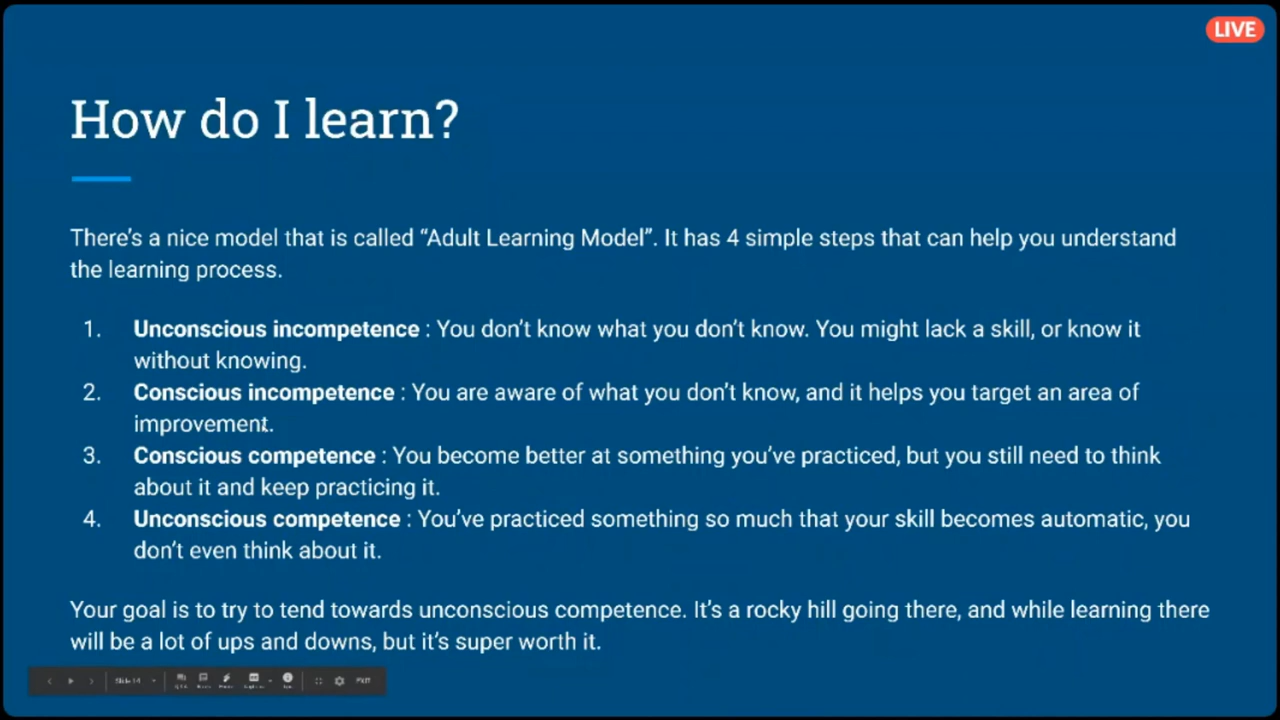 LIVE
How do I learn?
There's a nice model that is called “Adult Learning Model”. It has 4 simple steps that can help you understand
the learning process.
1. Unconscious incompetence : You don't know what you don't know. You might lack a skill, or know it
without knowing.
2. Conscious incompetence : You are aware of what you don't know, and it helps you target an area of
improvement.
3. Conscious competence : You become better at something you've practiced, but you still need to think
about it and keep practicing it.
4. Unconscious competence : You've practiced something so much that your skill becomes automatic, you
don't even think about it.
Your goal is to try to tend towards unconscious competence. It's a rocky hill going there, and while learning there
will be a lot of ups and downs, but it's super worth it.
Slide 14